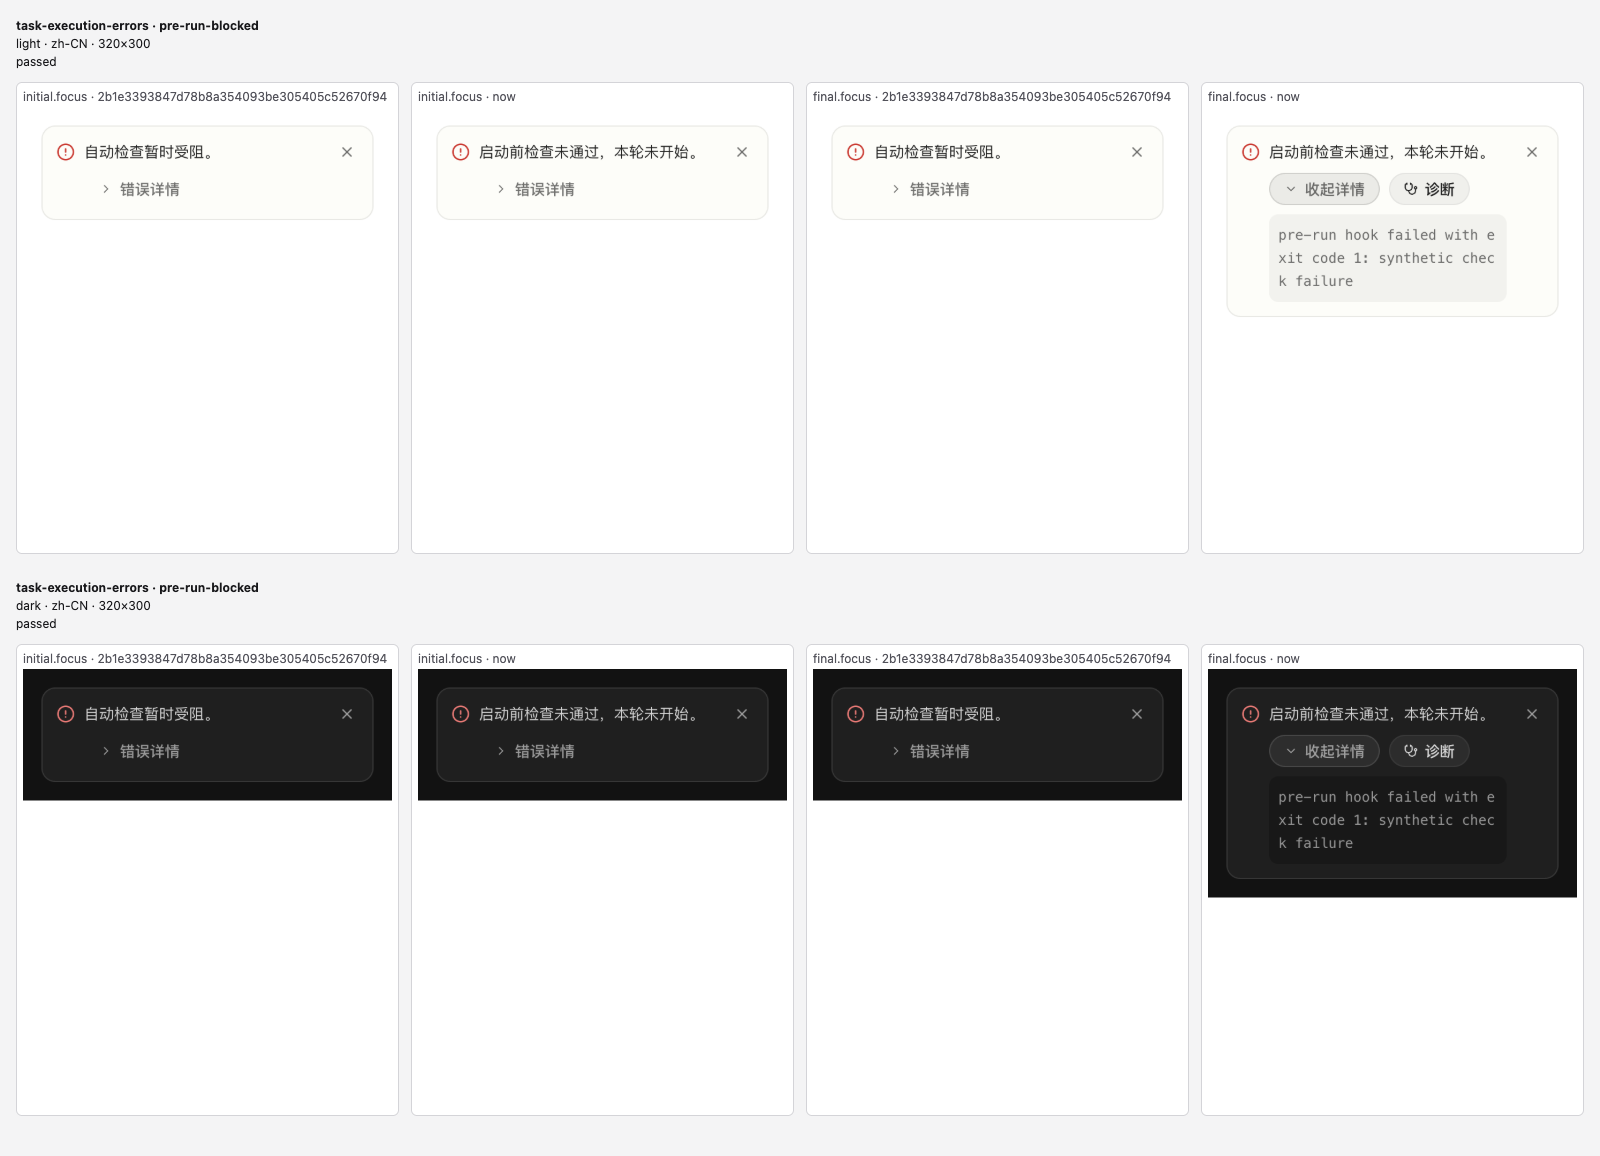 task-execution-errors · pre-run-blocked
light · zh-CN · 320×300
passed
initial.focus · 2b1e3393847d78b8a354093be305405c52670f94
自动检查暂时受阻。
错误详情
initial.focus · now
启动前检查未通过，本轮未开始。
错误详情
final.focus · 2b1e3393847d78b8a354093be305405c52670f94
自动检查暂时受阻。
错误详情
final.focus · now
启动前检查未通过，本轮未开始。
收起详情 诊断
pre-run hook failed with e
xit code 1: synthetic chec
k failure
task-execution-errors · pre-run-blocked
dark · zh-CN · 320×300
passed
initial.focus · 2b1e3393847d78b8a354093be305405c52670f94
自动检查暂时受阻。
错误详情
initial.focus · now
启动前检查未通过，本轮未开始。
错误详情
final.focus · 2b1e3393847d78b8a354093be305405c52670f94
自动检查暂时受阻。
错误详情
final.focus · now
启动前检查未通过，本轮未开始。
收起详情 诊断
pre-run hook failed with e
xit code 1: synthetic chec
k failure